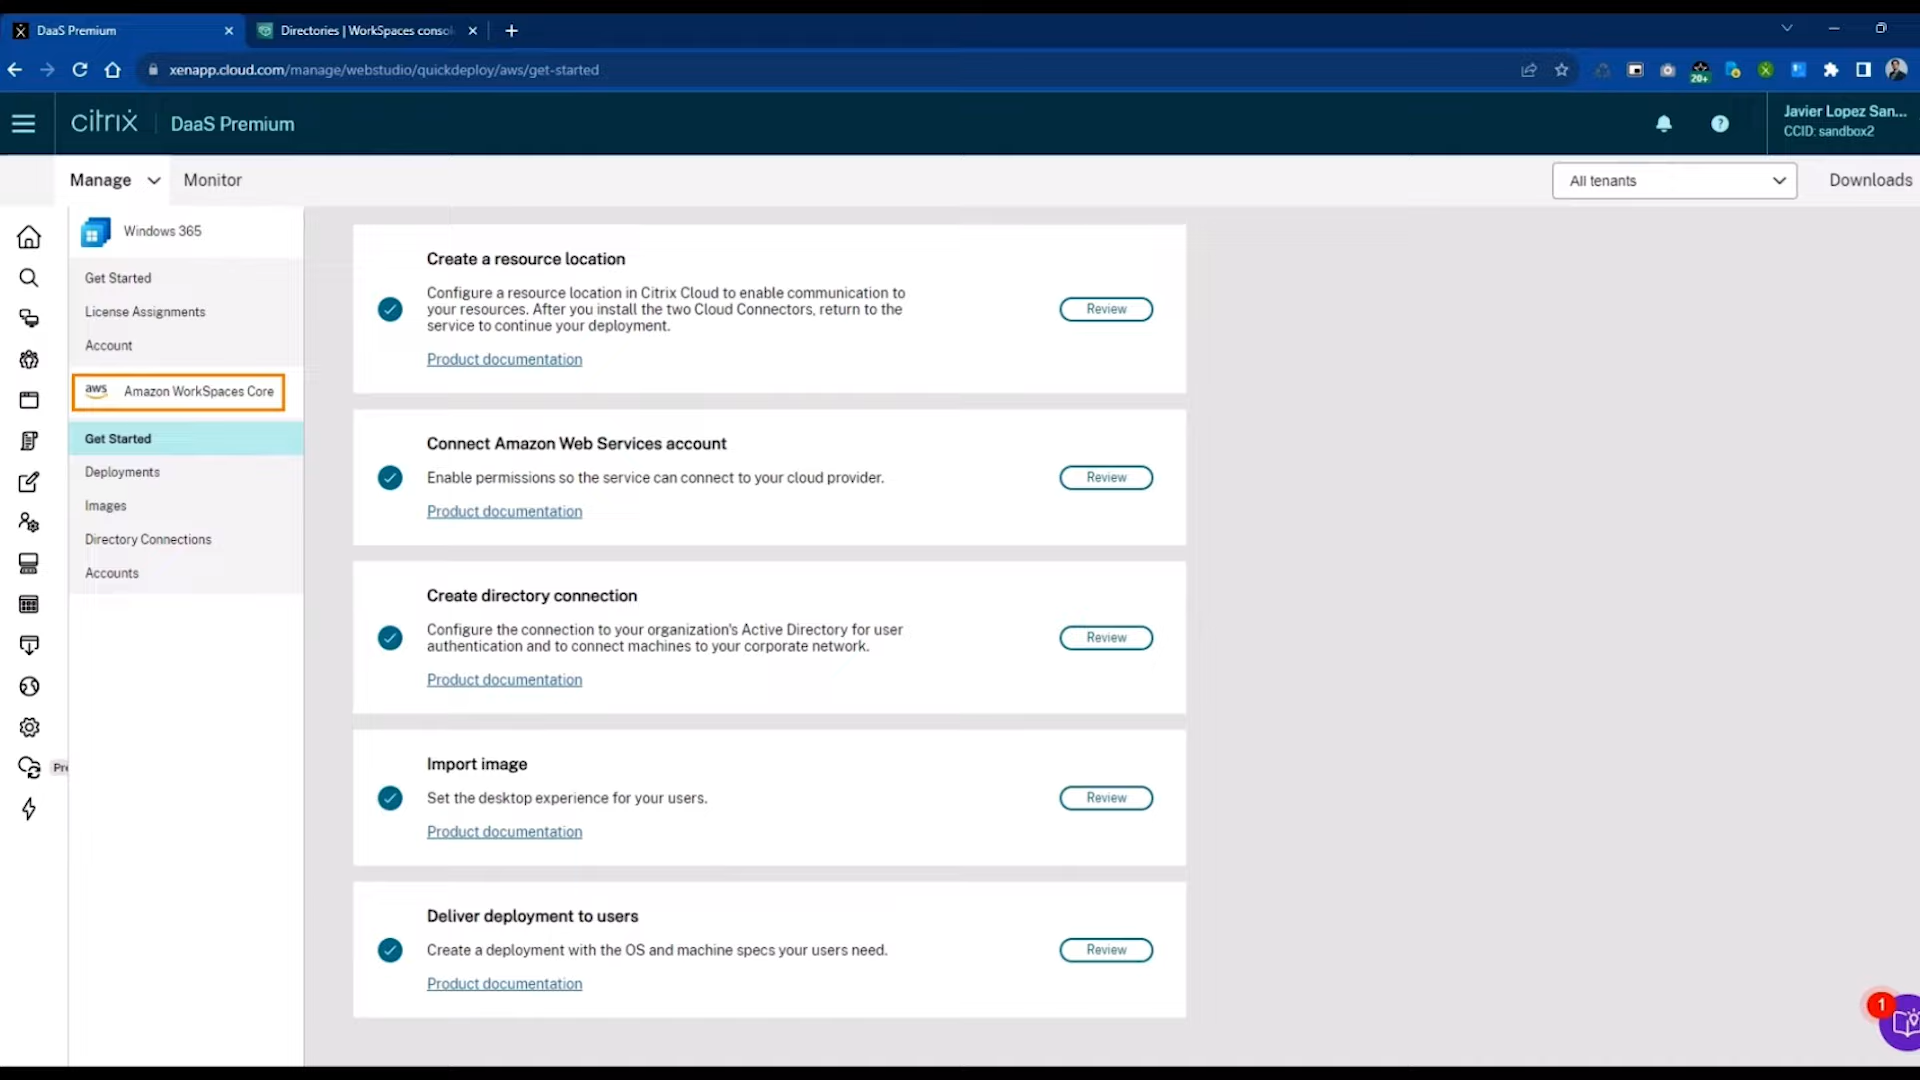 DaaS Premium
Directories | WorkSpaces consol
xenapp.cloud.com/manage/webstudio/quickdeploy/aws/get-started
20+
citrix
DaaS Premium
?
Javier Lopez San...
CCID: sandbox2
Manage
Monitor
All tenants
Downloads
Windows 365
Get Started
License Assignments
Account
aws
Amazon WorkSpaces Core
Get Started
Deployments
Images
Directory Connections
Accounts
Pre
Create a resource location
Configure a resource location in Citrix Cloud to enable communication to
your resources. After you install the two Cloud Connectors, return to the
service to continue your deployment.
Product documentation
Review
Connect Amazon Web Services account
Enable permissions so the service can connect to your cloud provider.
Product documentation
Review
Create directory connection
Configure the connection to your organization's Active Directory for user
authentication and to connect machines to your corporate network.
Product documentation
Review
Import image
Set the desktop experience for your users.
Product documentation
Review
Deliver deployment to users
Create a deployment with the OS and machine specs your users need.
Product documentation
Review
1